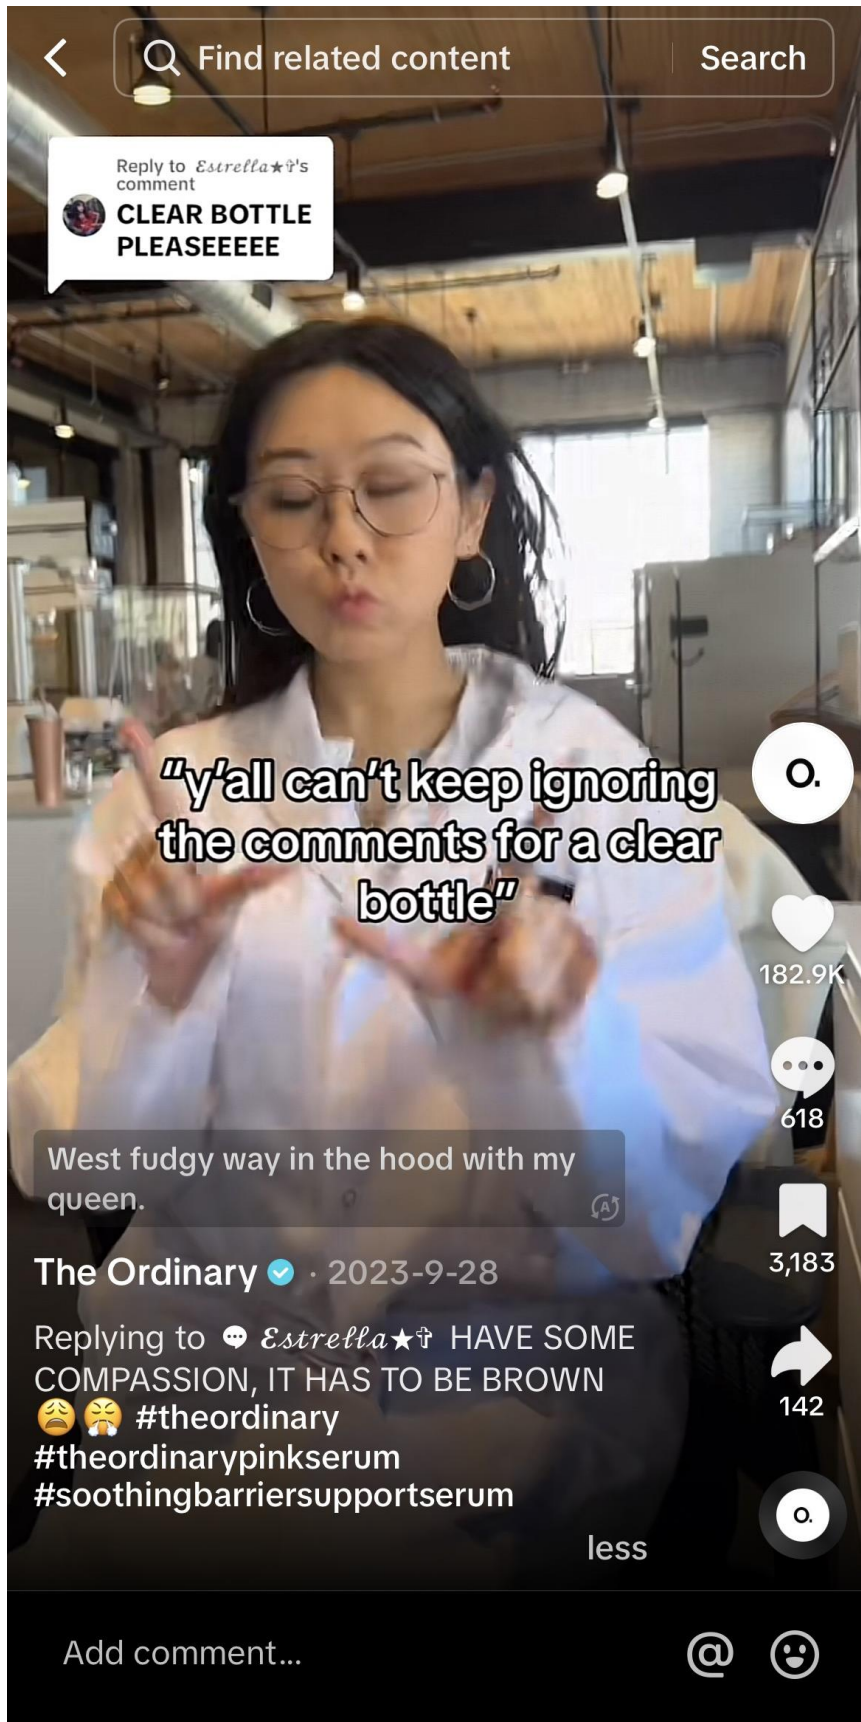 Find related content
Search
Reply to 𝓔𝓼𝓽𝓻𝓮𝓵𝓵𝓪★✞'s
comment
CLEAR BOTTLE
PLEASEEEEE
"y'all can't keep ignoring
the comments for a clear
bottle"
O.
182.9K
618
3,183
142
West fudgy way in the hood with my
queen.
A
The Ordinary · 2023-9-28
Replying to 💬 𝓔𝓼𝓽𝓻𝓮𝓵𝓵𝓪★✞ HAVE SOME
COMPASSION, IT HAS TO BE BROWN
😩😤 #theordinary
#theordinarypinkserum
#soothingbarriersupportserum
less
O.
Add comment...
@